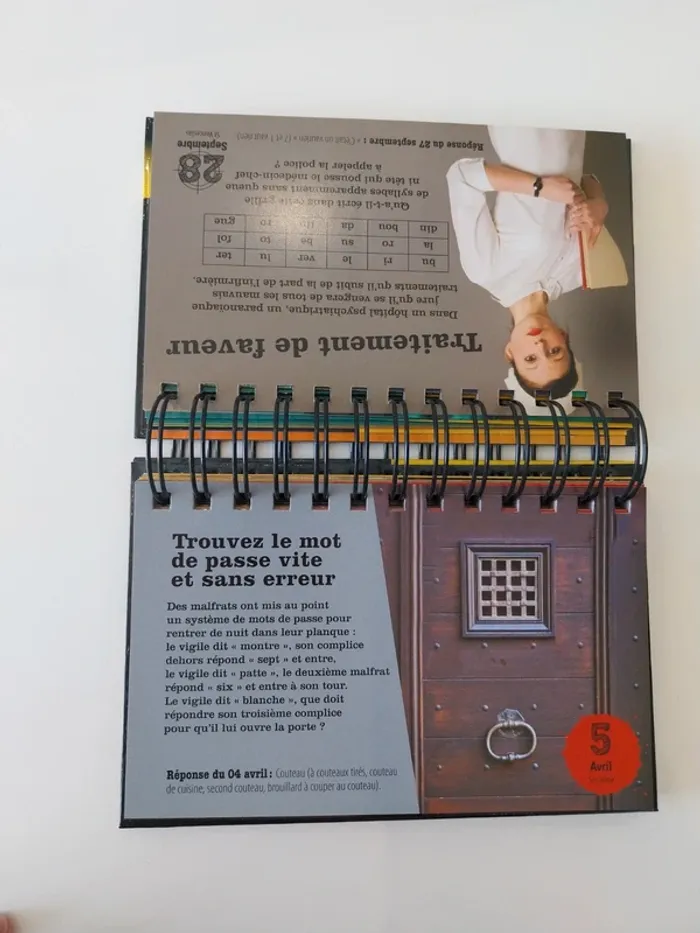 Traitement de faveur
Dans un hôpital psychiatrique, un paranoïaque
jure qu'il se vengera de tous les mauvais
traitements qu'il subit de la part de l'infirmière.
bu ri le ver lu ter
la ro su be to fol
din bou da ro gue
Qu'a-t-il écrit dans cette grille
de syllabes apparemment sans queue
ni tête qui pousse le médecin-chef
à appeler la police ?
28
Septembre
St Venceslas
Réponse du 27 septembre : « C'était un vaurien » (7 et 1 vaut rien)
Trouvez le mot
de passe vite
et sans erreur
Des malfrats ont mis au point
un système de mots de passe pour
rentrer de nuit dans leur planque :
le vigile dit « montre », son complice
dehors répond « sept » et entre,
le vigile dit « patte », le deuxième malfrat
répond « six » et entre à son tour.
Le vigile dit « blanche », que doit
répondre son troisième complice
pour qu'il lui ouvre la porte ?
Réponse du 04 avril : Couteau (à couteaux tirés, couteau
de cuisine, second couteau, brouillard à couper au couteau).
5
Avril